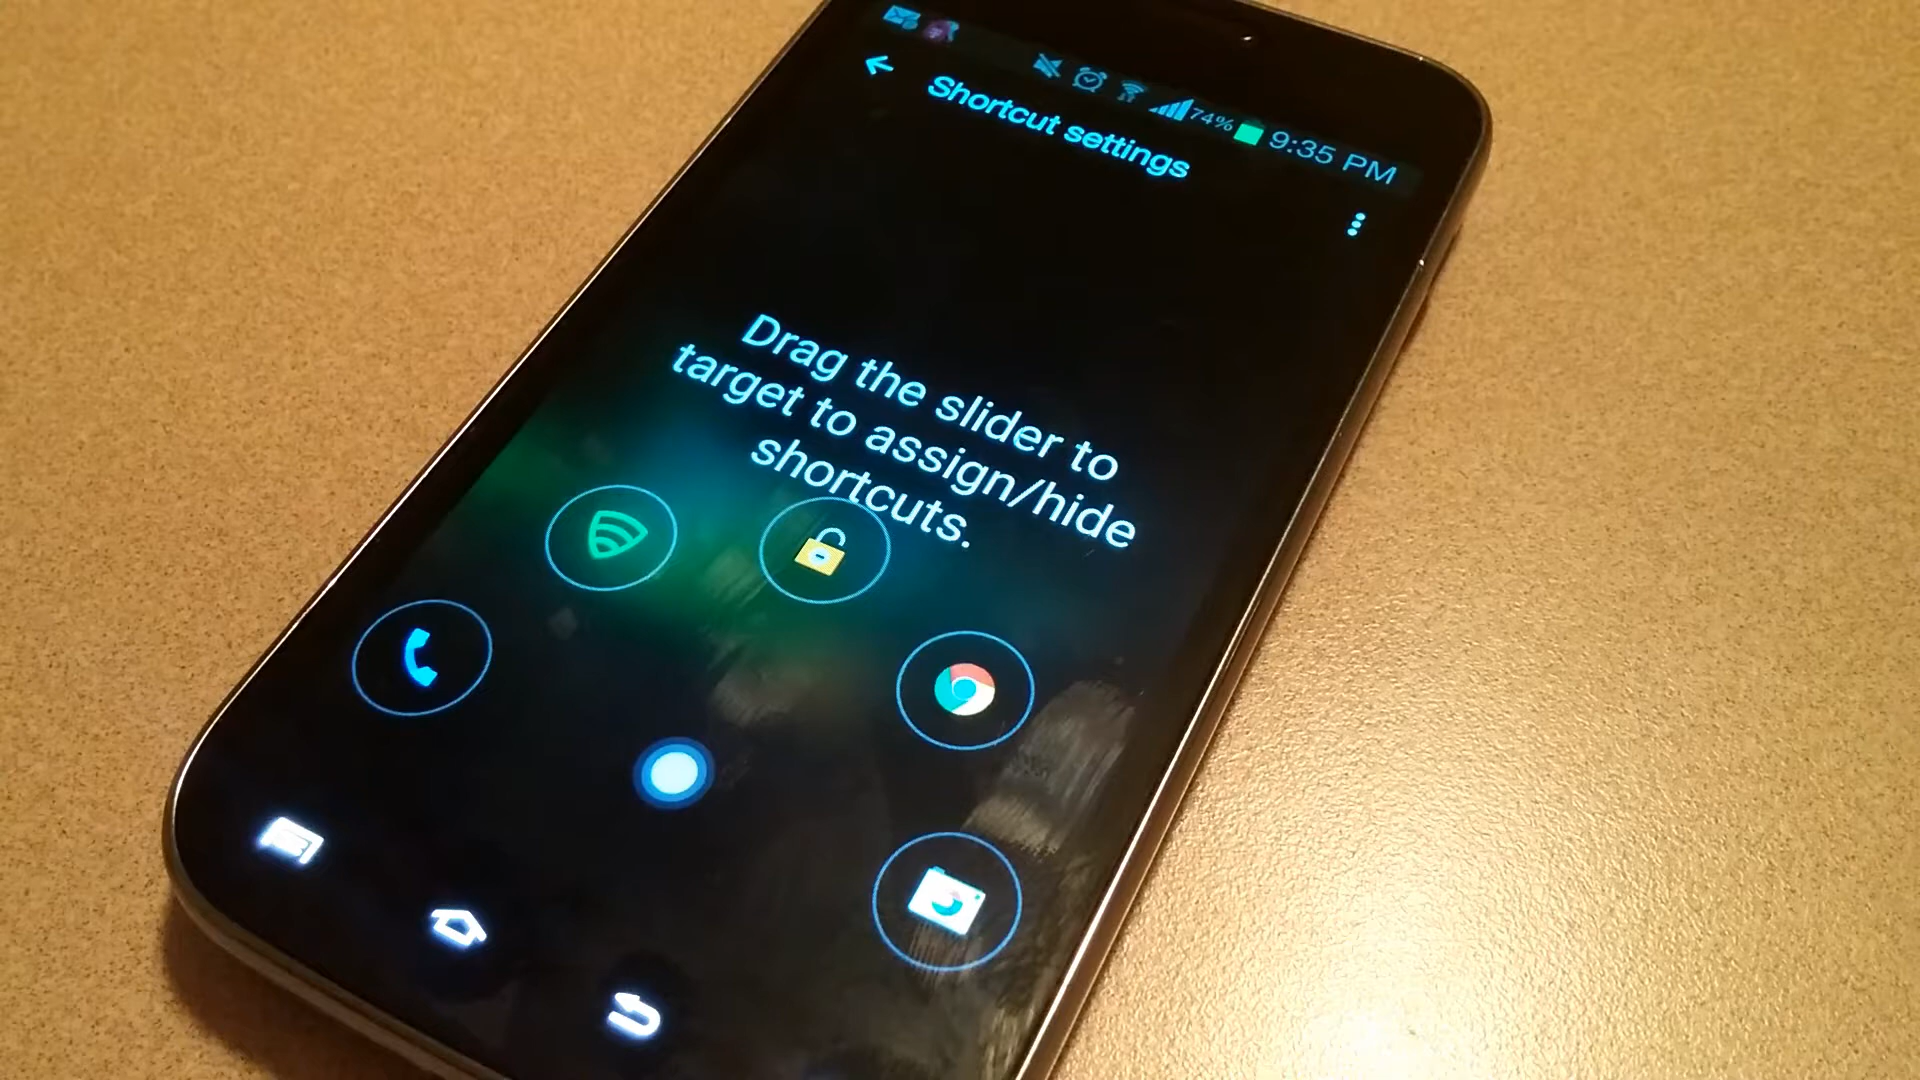 74% 9:35 PM
Shortcut settings
Drag the slider to
target to assign/hide
shortcuts.